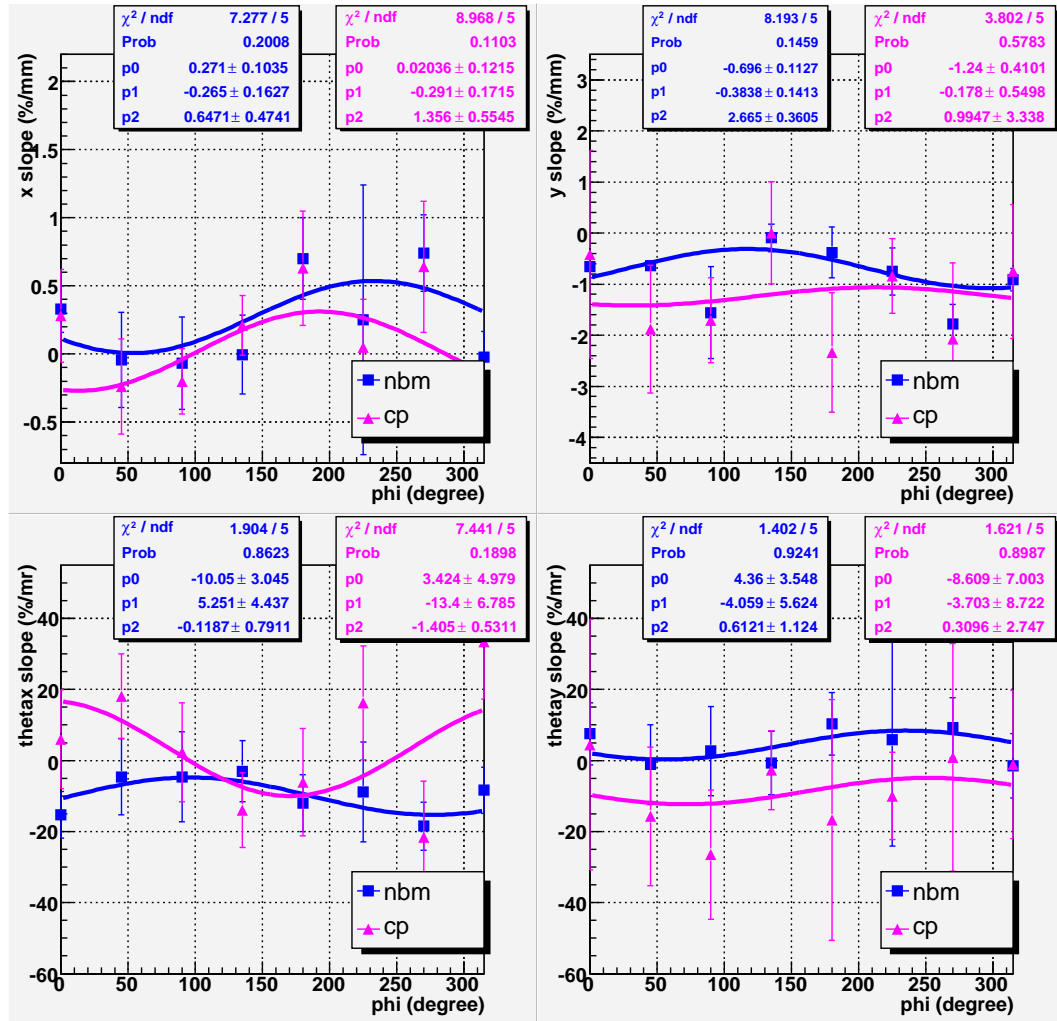 χ² / ndf 7.277 / 5
Prob 0.2008
p0 0.271 ± 0.1035
p1 -0.265 ± 0.1627
p2 0.6471 ± 0.4741
χ² / ndf 8.968 / 5
Prob 0.1103
p0 0.02036 ± 0.1215
p1 -0.291 ± 0.1715
p2 1.356 ± 0.5545
x slope (%/mm)
2
1.5
1
0.5
0
-0.5
0 50 100 150 200 250 300
phi (degree)
nbm
cp
χ² / ndf 8.193 / 5
Prob 0.1459
p0 -0.696 ± 0.1127
p1 -0.3838 ± 0.1413
p2 2.665 ± 0.3605
χ² / ndf 3.802 / 5
Prob 0.5783
p0 -1.24 ± 0.4101
p1 -0.178 ± 0.5498
p2 0.9947 ± 3.338
y slope (%/mm)
3
2
1
0
-1
-2
-3
-4
0 50 100 150 200 250 300
phi (degree)
nbm
cp
χ² / ndf 1.904 / 5
Prob 0.8623
p0 -10.05 ± 3.045
p1 5.251 ± 4.437
p2 -0.1187 ± 0.7911
χ² / ndf 7.441 / 5
Prob 0.1898
p0 3.424 ± 4.979
p1 -13.4 ± 6.785
p2 -1.405 ± 0.5311
thetax slope (%/mr)
40
20
0
-20
-40
-60
0 50 100 150 200 250 300
phi (degree)
nbm
cp
χ² / ndf 1.402 / 5
Prob 0.9241
p0 4.36 ± 3.548
p1 -4.059 ± 5.624
p2 0.6121 ± 1.124
χ² / ndf 1.621 / 5
Prob 0.8987
p0 -8.609 ± 7.003
p1 -3.703 ± 8.722
p2 0.3096 ± 2.747
thetay slope (%/mr)
40
20
0
-20
-40
-60
0 50 100 150 200 250 300
phi (degree)
nbm
cp